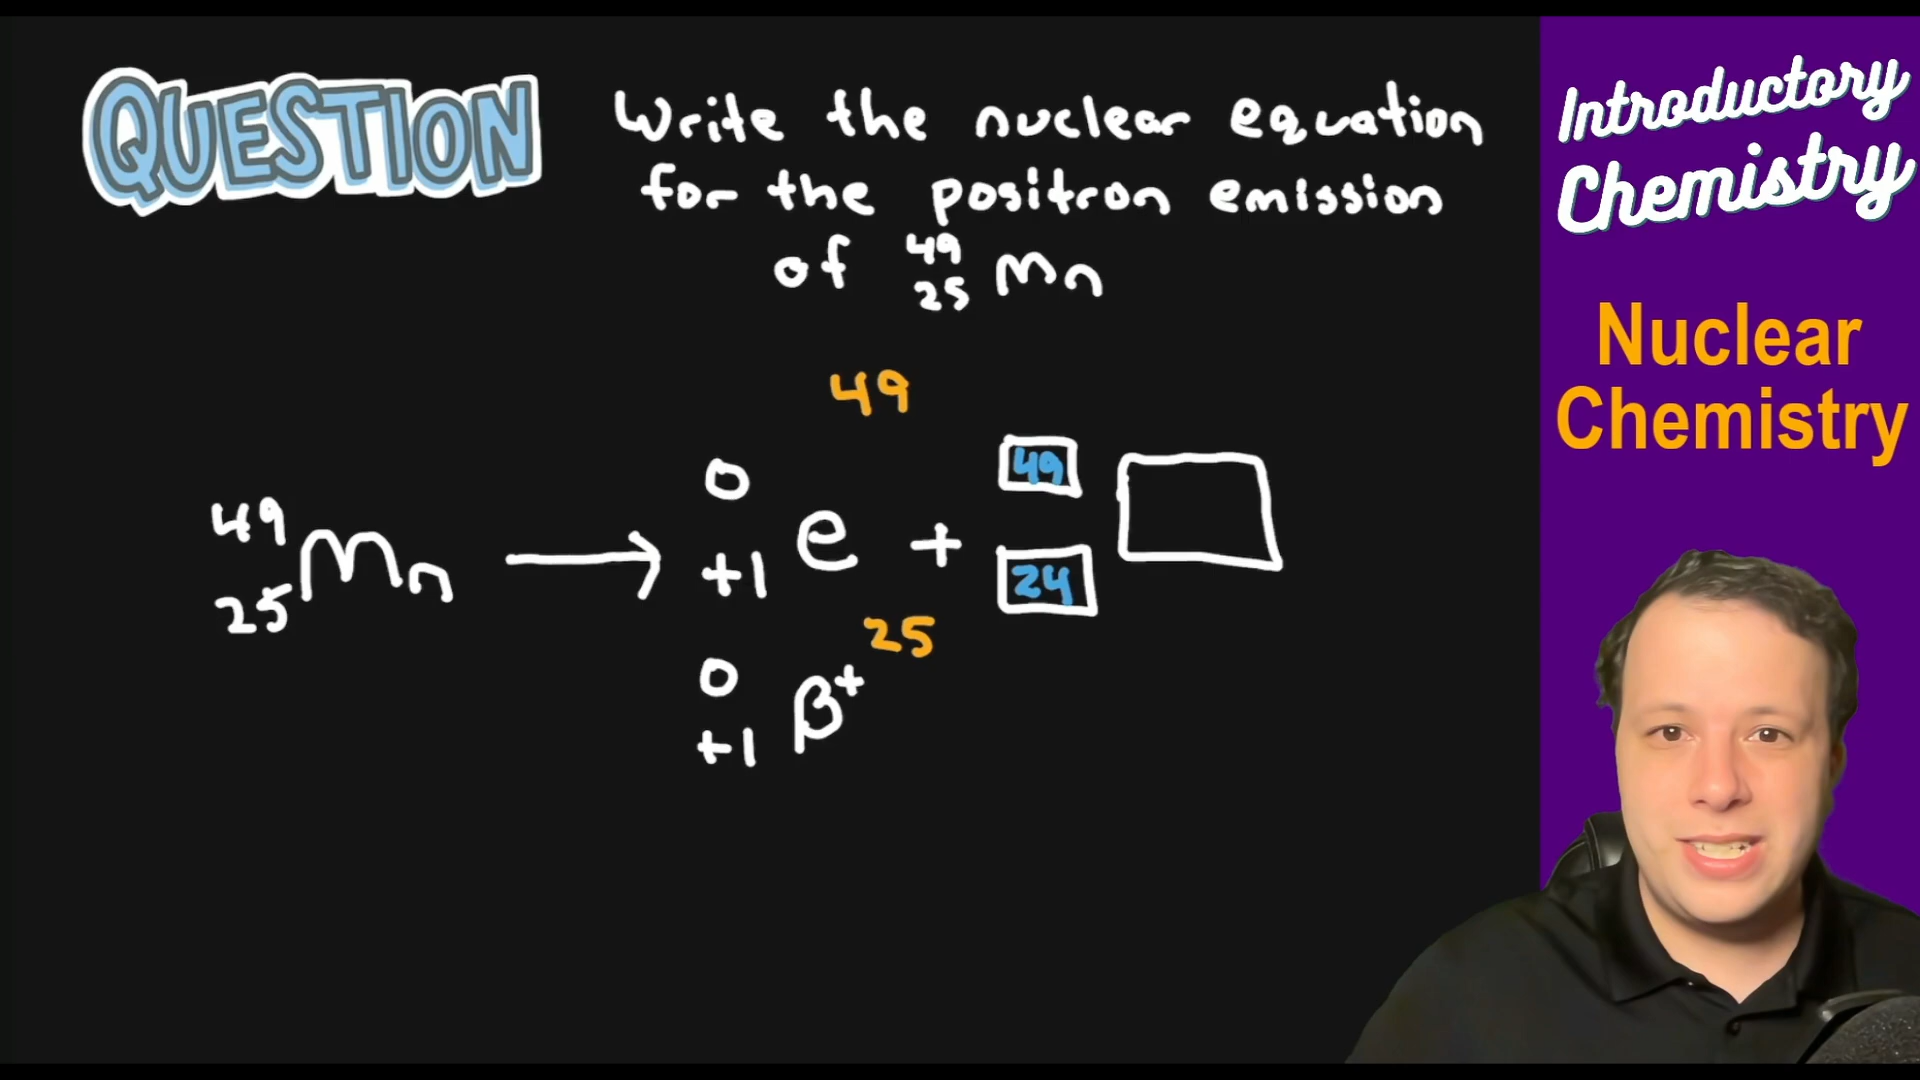 QUESTION
Write the nuclear equation
for the positron emission
of 49 25 Mn
49
49 25 Mn → 0 +1 e + 49 24
25
0 +1 β+
Introductory
Chemistry
Nuclear
Chemistry